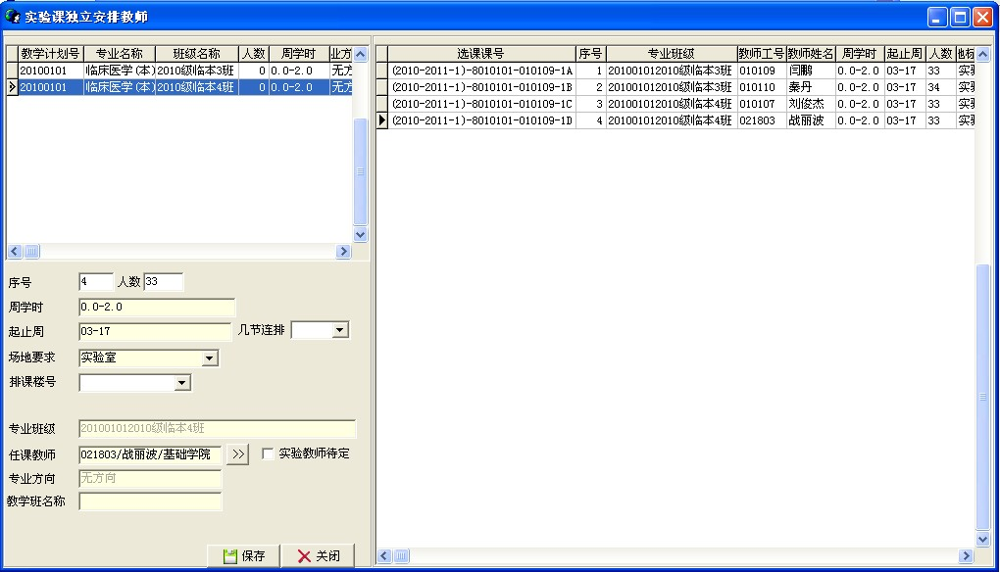 实验课独立安排教师
教学计划号 专业名称 班级名称 人数 周学时 业方
20100101 临床医学(本) 2010级临本3班 0 0.0-2.0 无方
20100101 临床医学(本) 2010级临本4班 0 0.0-2.0 无方
选课课号 序号 专业班级 教师工号 教师姓名 周学时 起止周 人数 地标
(2010-2011-1)-8010101-010109-1A 1 201001012010级临本3班 010109 闫鹏 0.0-2.0 03-17 33 实验
(2010-2011-1)-8010101-010109-1B 2 201001012010级临本3班 010110 秦丹 0.0-2.0 03-17 34 实验
(2010-2011-1)-8010101-010109-1C 3 201001012010级临本4班 010107 刘俊杰 0.0-2.0 03-17 33 实验
(2010-2011-1)-8010101-010109-1D 4 201001012010级临本4班 021803 战丽波 0.0-2.0 03-17 33 实验
序号 4 人数 33
周学时 0.0-2.0
起止周 03-17 几节连排
场地要求 实验室
排课楼号
专业班级 201001012010级临本4班
任课教师 021803/战丽波/基础学院 >> 实验教师待定
专业方向 无方向
教学班名称
保存 关闭